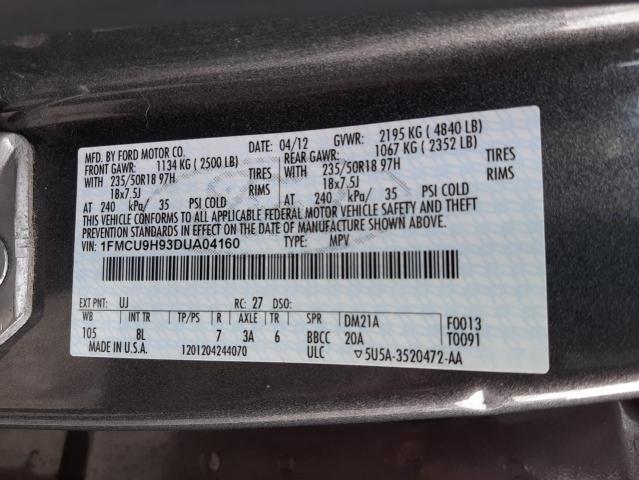 MFD. BY FORD MOTOR CO.
DATE: 04/12 GVWR: 2195 KG ( 4840 LB)
FRONT GAWR: 1134 KG ( 2500 LB)
REAR GAWR: 1067 KG ( 2352 LB)
WITH 235/50R18 97H TIRES
WITH 235/50R18 97H TIRES
18x7.5J RIMS
18x7.5J RIMS
AT 240 kPa/ 35 PSI COLD
AT 240 kPa/ 35 PSI COLD
THIS VEHICLE CONFORMS TO ALL APPLICABLE FEDERAL MOTOR VEHICLE SAFETY AND THEFT
PREVENTION STANDARDS IN EFFECT ON THE DATE OF MANUFACTURE SHOWN ABOVE.
VIN: 1FMCU9H93DUA04160
TYPE: MPV
EXT PNT: UJ RC: 27 DSO:
WB INT TR TP/PS R AXLE TR SPR DM21A F0013
105 8L 7 3A 6 BBCC 20A T0091
MADE IN U.S.A. 1201204244070 ULC ▽5U5A-3520472-AA